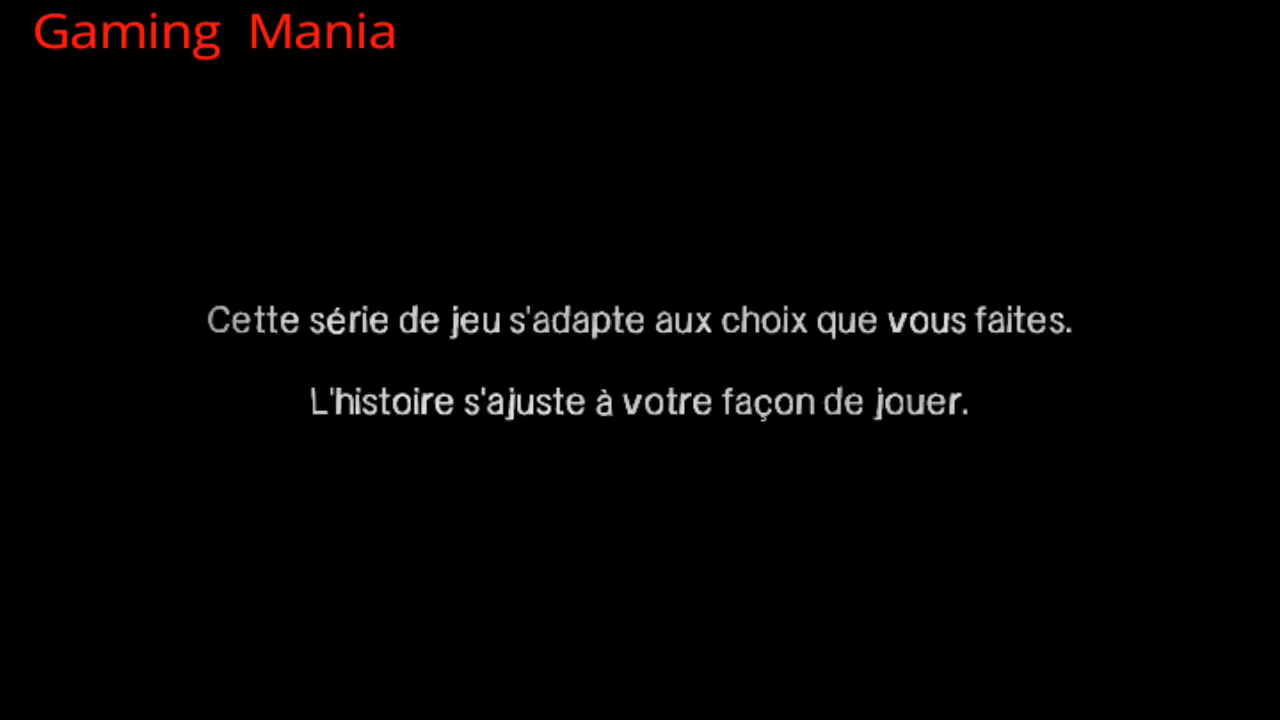 Gaming Mania
Cette série de jeu s'adapte aux choix que vous faites.
L'histoire s'ajuste à votre façon de jouer.